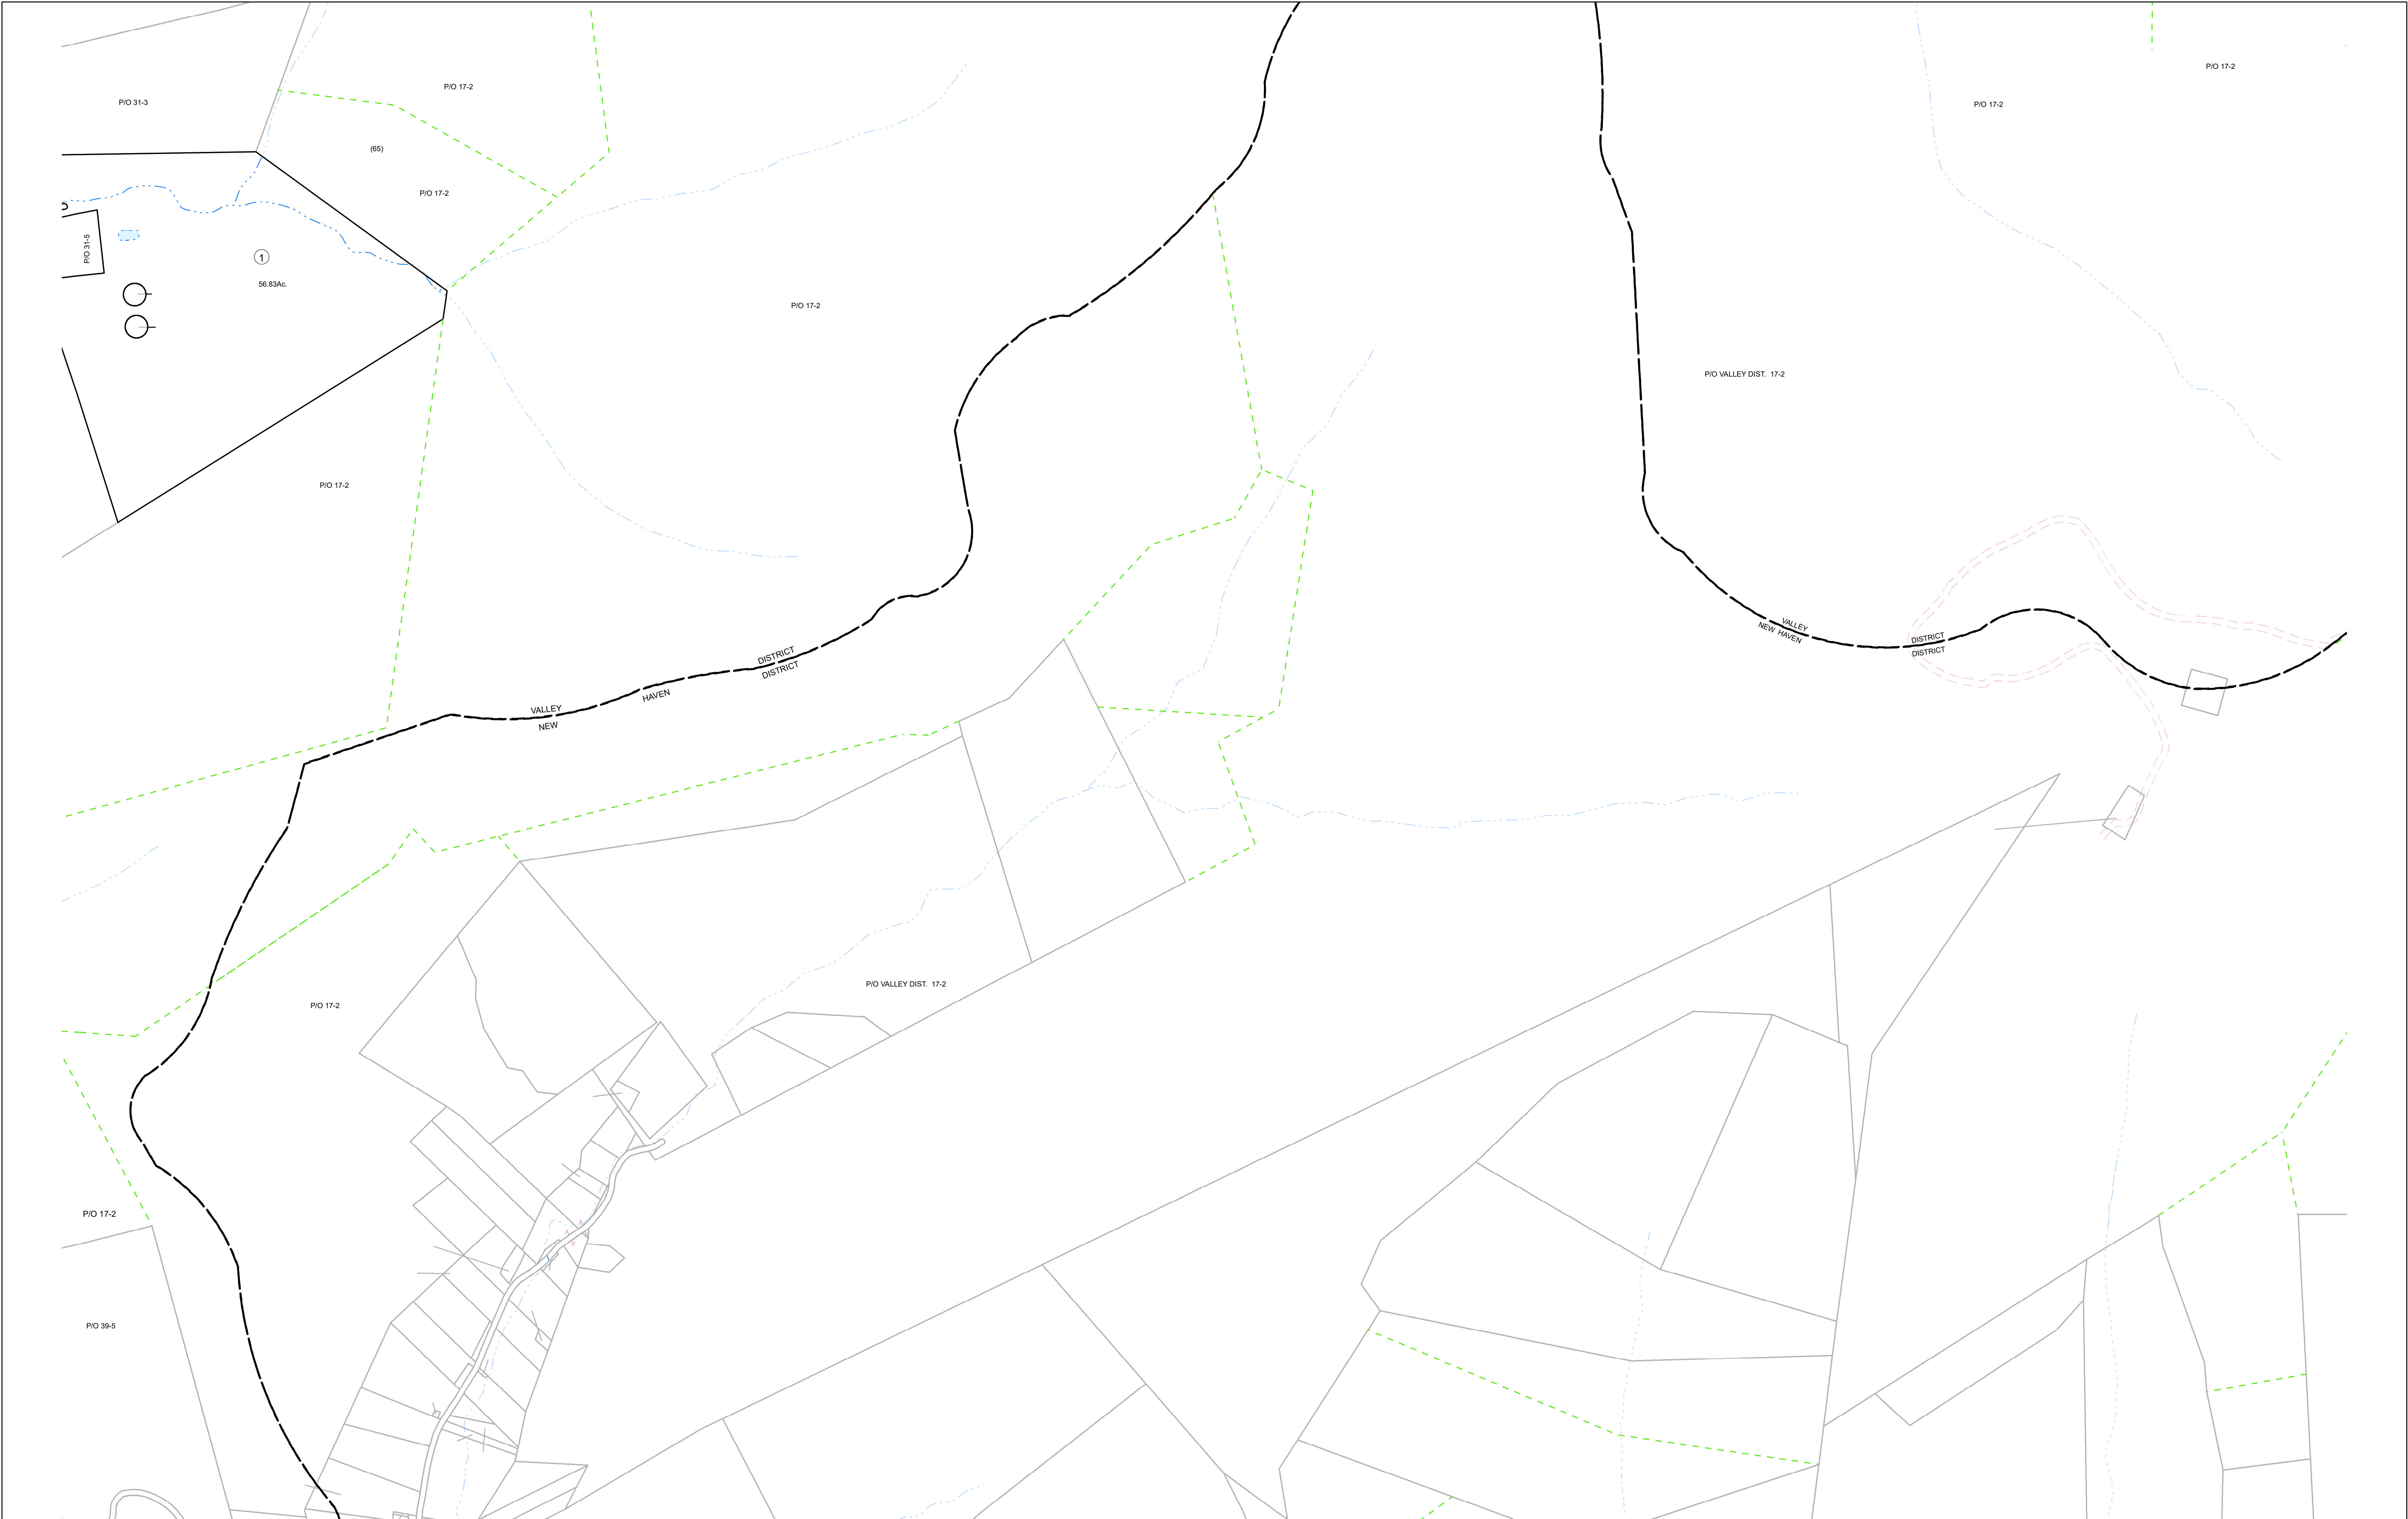 P/O 17-2
P/O 17-2
P/O 17-2
P/O 31-3
(65)
P/O 17-2
P/O 31-5
1
56.83Ac.
P/O 17-2
P/O VALLEY DIST. 17-2
P/O 17-2
VALLEY
NEW HAVEN
DISTRICT
DISTRICT
DISTRICT
DISTRICT
HAVEN
VALLEY
NEW
P/O VALLEY DIST. 17-2
P/O 17-2
P/O 17-2
P/O 39-5